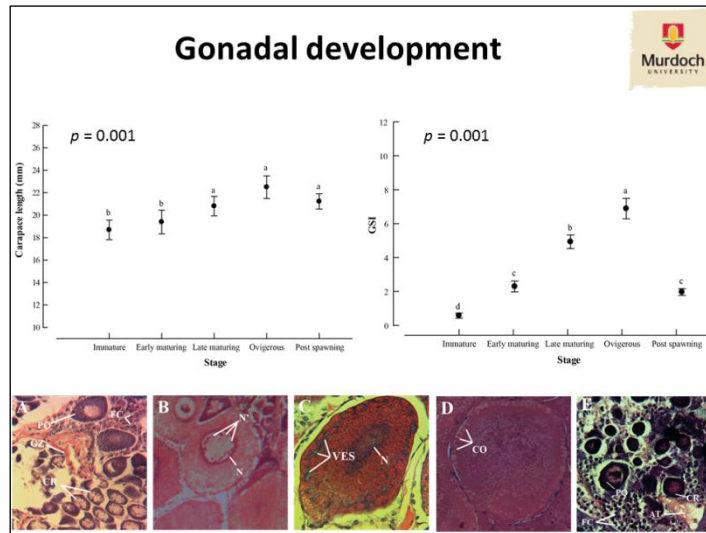 Gonadal development
Murdoch
UNIVERSITY
p = 0.001
Carapace length (mm)
28
26
24
22
20
18
16
14
12
10
b
b
a
a
a
Immature
Early maturing
Late maturing
Ovigerous
Post spawning
Stage
p = 0.001
GSI
12
10
8
6
4
2
0
d
c
b
a
c
Immature
Early maturing
Late maturing
Ovigerous
Post spawning
Stage
A
FC
PO
GZ
CR
B
N'
N
C
VES
N
D
CO
E
PO
CR
AT
FC